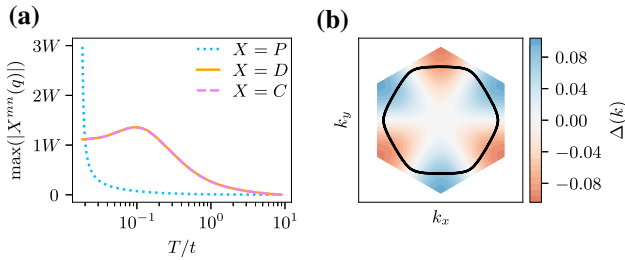 (a)
max(|X^{mn}(q)|)
3W
2W
1W
0
X = P
X = D
X = C
10^{-1}
10^{0}
10^{1}
T/t
(b)
k_y
k_x
0.08
0.04
0.00
−0.04
−0.08
Δ(k)